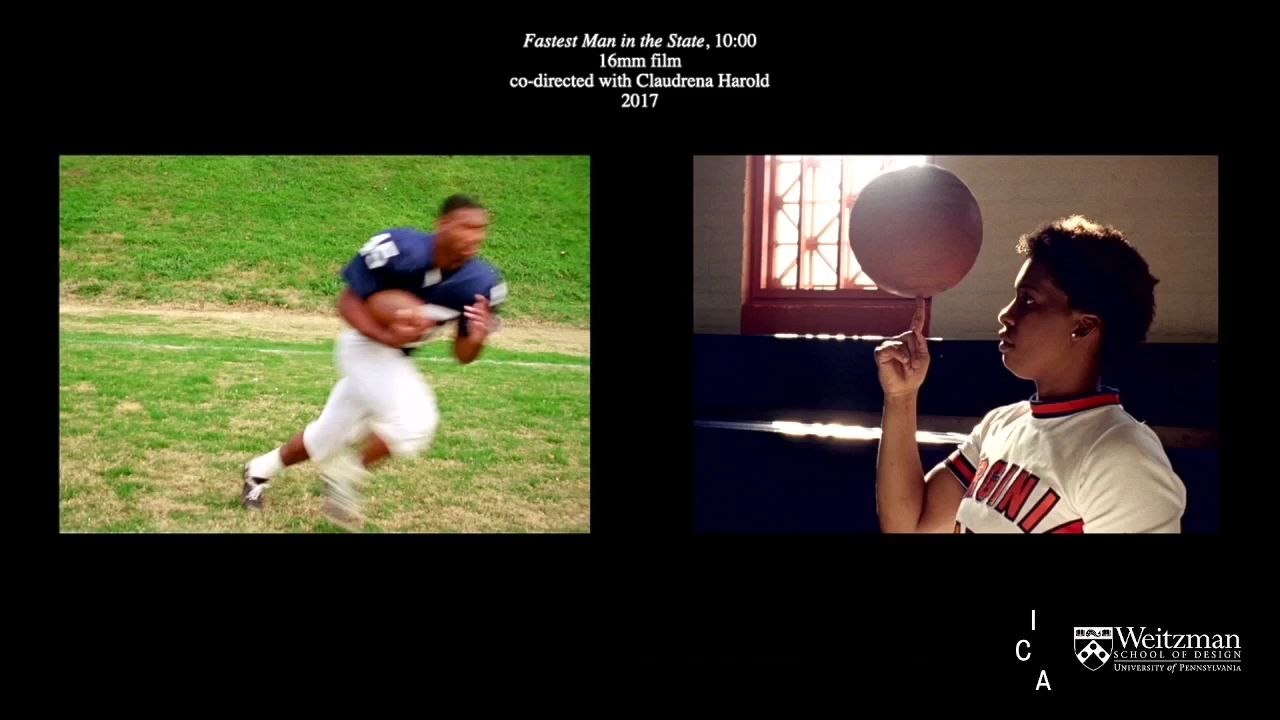 Fastest Man in the State, 10:00
16mm film
co-directed with Claudrena Harold
2017
I
C
A
Weitzman
SCHOOL OF DESIGN
UNIVERSITY of PENNSYLVANIA